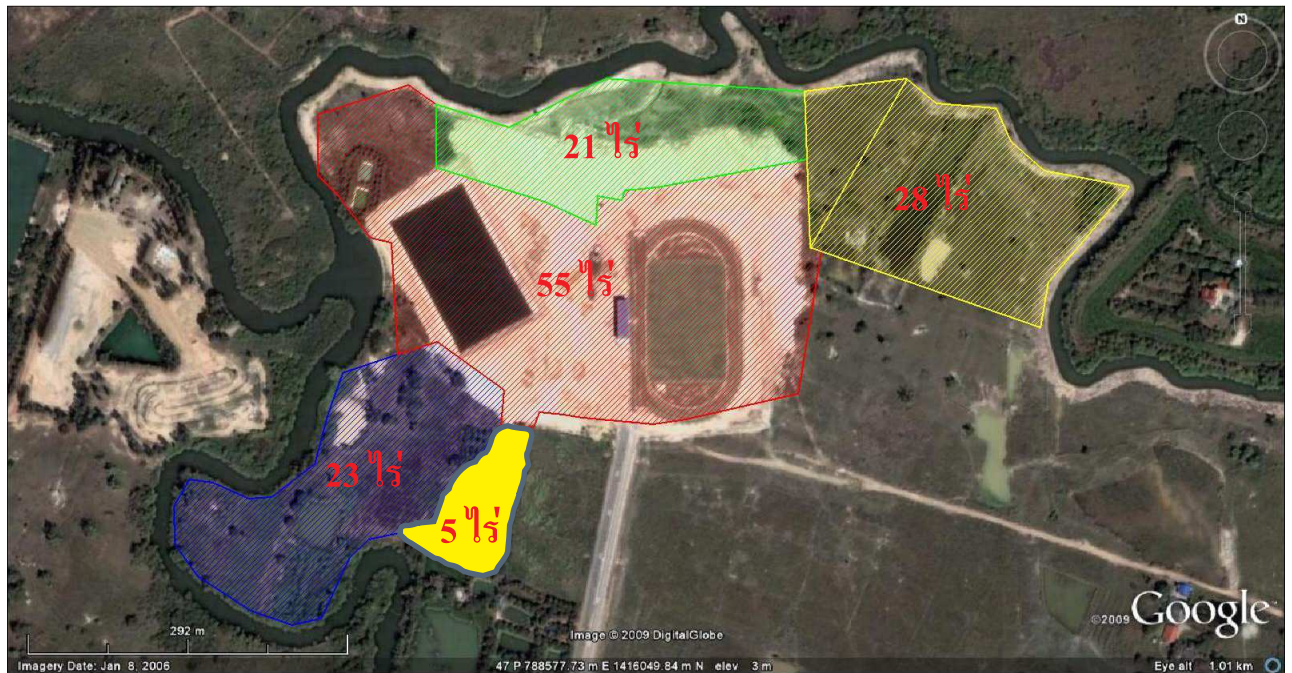 N
21 ไร่
28 ไร่
55 ไร่
23 ไร่
5 ไร่
©2009 Google™
292 m
Image © 2009 DigitalGlobe
Imagery Date: Jan 8, 2006
47 P 788577.73 m E 1416049.84 m N elev 3 m
Eye alt 1.01 km